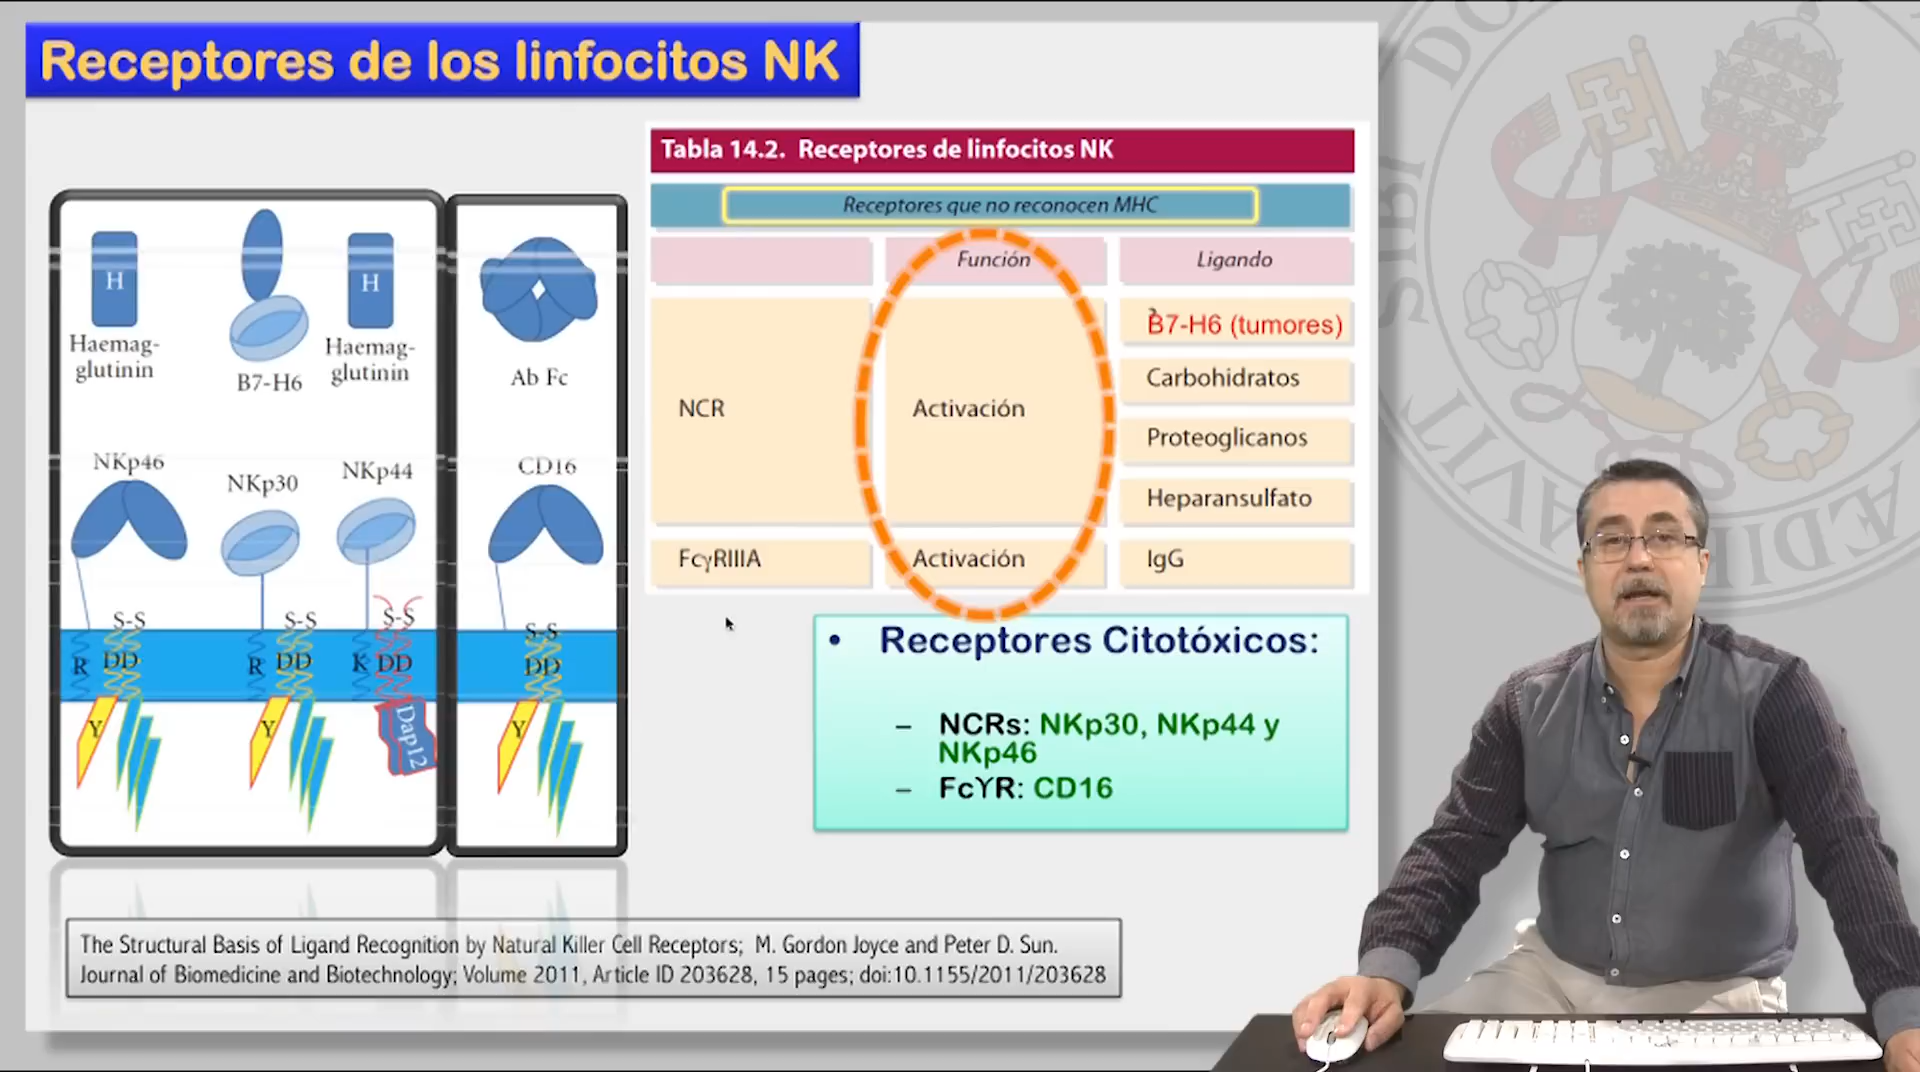 Receptores de los linfocitos NK
Tabla 14.2. Receptores de linfocitos NK
Receptores que no reconocen MHC
Función
Ligando
NCR
Activación
B7-H6 (tumores)
Carbohidratos
Proteoglicanos
Heparansulfato
FcγRIIIA
Activación
IgG
H
H
Haemag-
glutinin
B7-H6
Haemag-
glutinin
Ab Fc
NKp46
NKp30
NKp44
CD16
S-S
S-S
S-S
S-S
R
DD
R
DD
K
DD
DD
Y
Y
Dap12
Y
• Receptores Citotóxicos:
– NCRs: NKp30, NKp44 y
NKp46
– FcϒR: CD16
The Structural Basis of Ligand Recognition by Natural Killer Cell Receptors; M. Gordon Joyce and Peter D. Sun.
Journal of Biomedicine and Biotechnology; Volume 2011, Article ID 203628, 15 pages; doi:10.1155/2011/203628